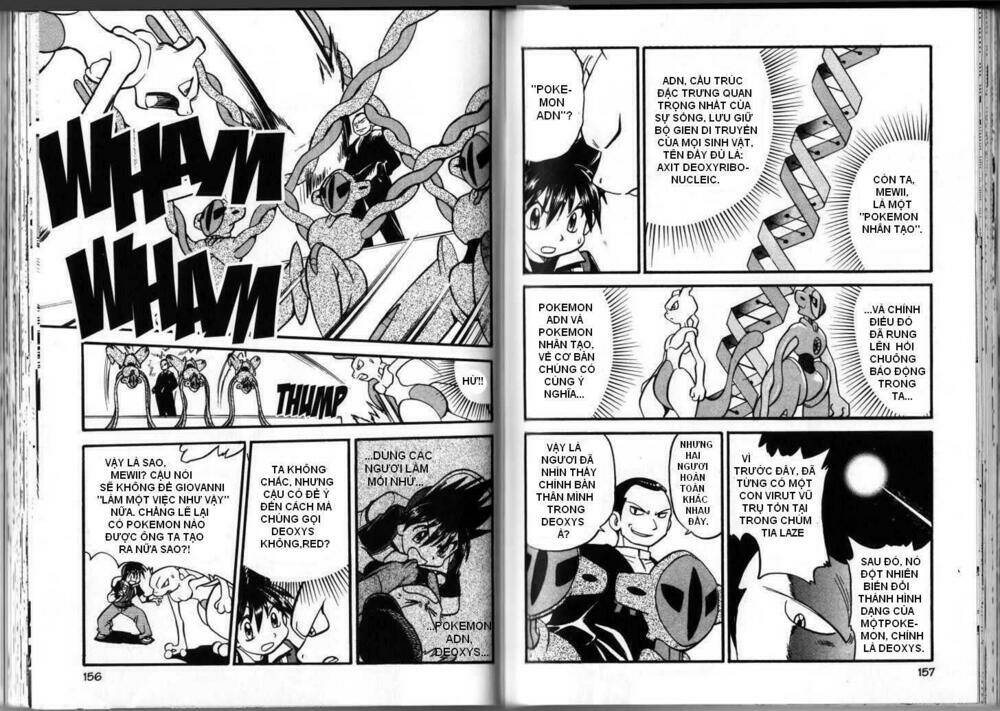 WHAM
WHAM
THUMP
HỪ!!
VẬY LÀ SAO,
MEWII? CẬU NÓI
SẼ KHÔNG ĐỂ GIOVANNI
"LÀM MỘT VIỆC NHƯ VẬY"
NỮA. CHẲNG LẼ LẠI
CÓ POKEMON NÀO
ĐƯỢC ÔNG TA TẠO
RA NỮA SAO?!
TA KHÔNG
CHẮC, NHƯNG
CẬU CÓ ĐỂ Ý
ĐẾN CÁCH MÀ
CHÚNG GỌI
DEOXYS
KHÔNG,RED?
...DÙNG CÁC
NGƯƠI LÀM
MỒI NHỬ...
...POKEMON
ADN,
DEOXYS...
156
"POKE-
MON
ADN"?
ADN, CẤU TRÚC
ĐẶC TRƯNG QUAN
TRỌNG NHẤT CỦA
SỰ SỐNG, LƯU GIỮ
BỘ GIEN DI TRUYỀN
CỦA MỌI SINH VẬT,
TÊN ĐẦY ĐỦ LÀ:
AXIT DEOXYRIBO-
NUCLEIC.
CÒN TA,
MEWII,
LÀ MỘT
"POKEMON
NHÂN TẠO".
POKEMON
ADN VÀ
POKEMON
NHÂN TẠO,
VỀ CƠ BẢN
CHÚNG CÓ
CÙNG Ý
NGHĨA...
...VÀ CHÍNH
ĐIỀU ĐÓ
ĐÃ RUNG
LÊN HỒI
CHUÔNG
BÁO ĐỘNG
TRONG
TA...
VẬY LÀ
NGƯƠI ĐÃ
NHÌN THẤY
CHÍNH BẢN
THÂN MÌNH
TRONG
DEOXYS
À?
NHƯNG
HAI
NGƯƠI
HOÀN
TOÀN
KHÁC
NHAU
ĐẤY.
VÌ
TRƯỚC ĐÂY, ĐÃ
TỪNG CÓ MỘT
CON VIRUT VŨ
TRỤ TỒN TẠI
TRONG CHÙM
TIA LAZE
SAU ĐÓ, NÓ
ĐỘT NHIÊN
BIẾN ĐỔI
THÀNH HÌNH
DẠNG CỦA
MỘTPOKE-
MON, CHÍNH
LÀ DEOXYS.
157